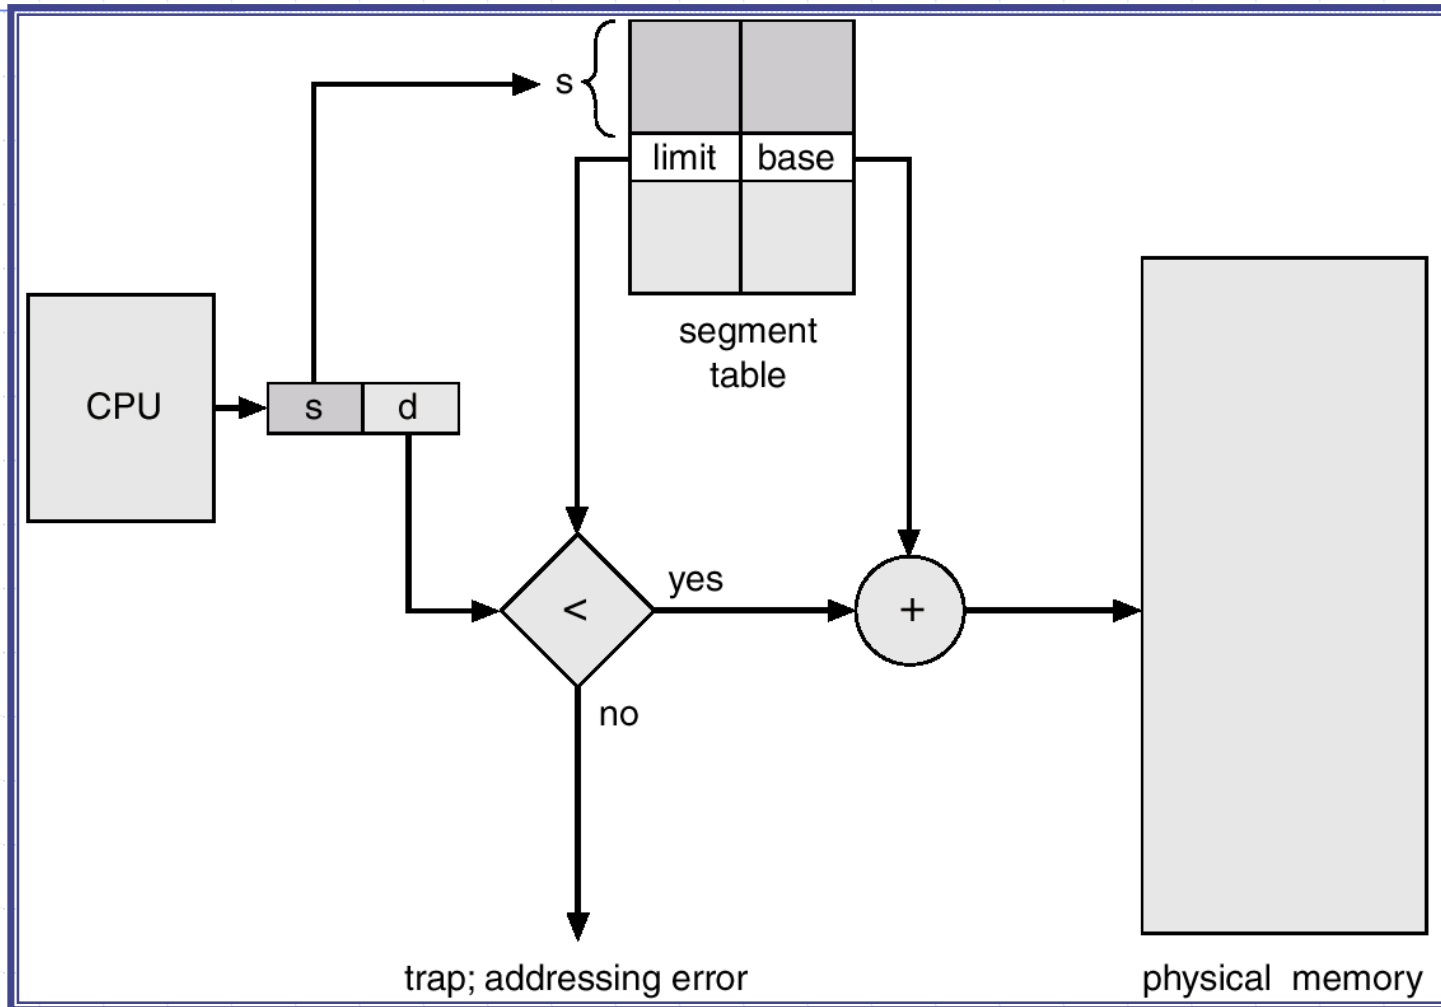 s
limit base
segment
table
CPU
s d
yes
<
+
no
trap; addressing error
physical memory